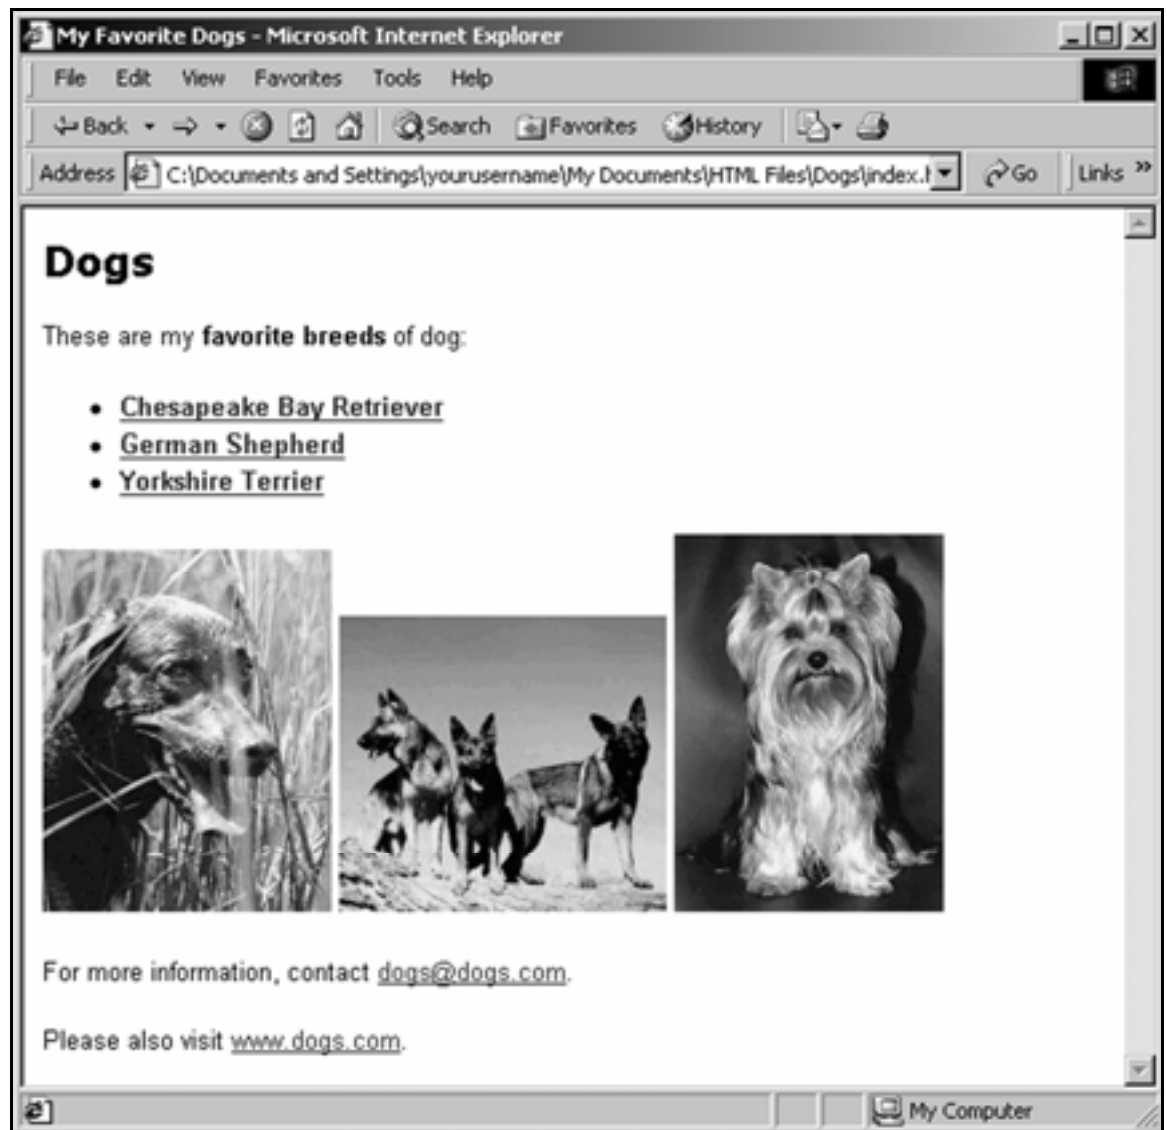 My Favorite Dogs - Microsoft Internet Explorer
File Edit View Favorites Tools Help
Back Search Favorites History
Address C:\Documents and Settings\yourusername\My Documents\HTML Files\Dogs\index.h Go Links »
Dogs
These are my favorite breeds of dog:
• Chesapeake Bay Retriever
• German Shepherd
• Yorkshire Terrier
For more information, contact dogs@dogs.com.
Please also visit www.dogs.com.
My Computer